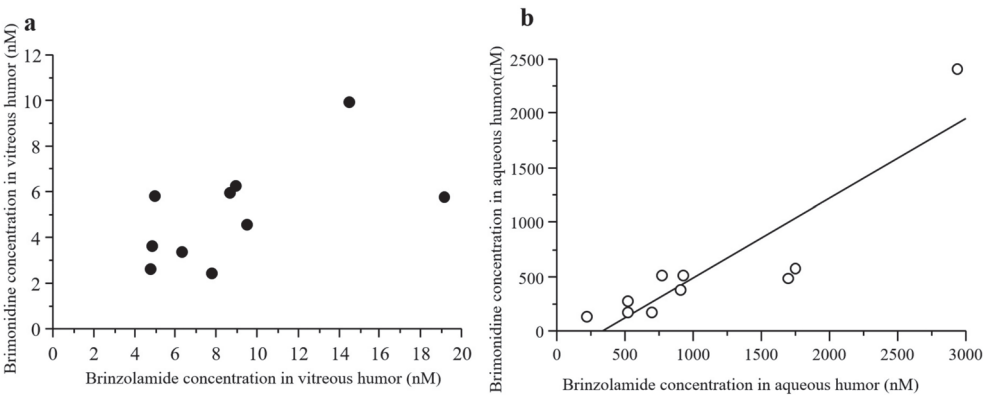 a
Brimonidine concentration in vitreous humor (nM)
12
10
8
6
4
2
0
0 2 4 6 8 10 12 14 16 18 20
Brinzolamide concentration in vitreous humor (nM)
b
Brimonidine concentration in aqueous humor(nM)
2500
2000
1500
1000
500
0
0 500 1000 1500 2000 2500 3000
Brinzolamide concentration in aqueous humor (nM)